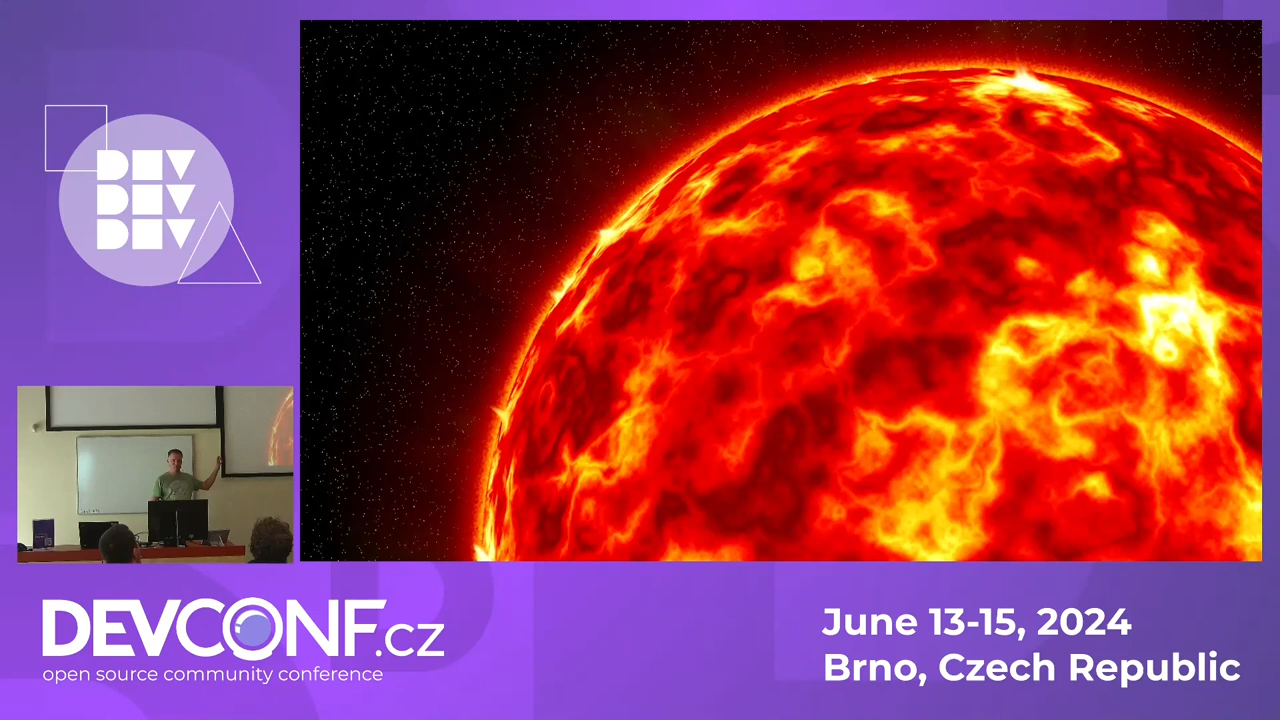 DEV
DEV
DEV
DEVCONF.cz
open source community conference
June 13-15, 2024
Brno, Czech Republic